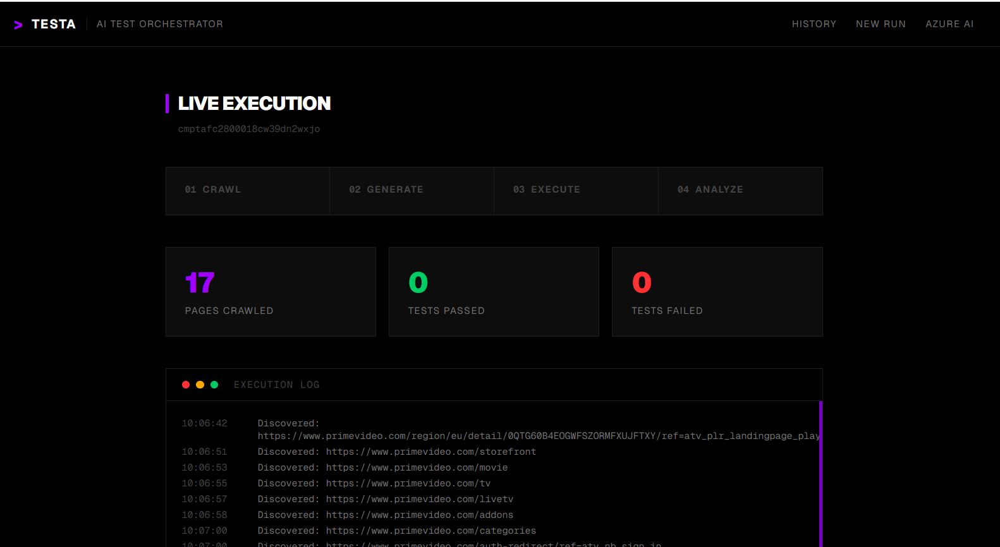 > TESTA AI TEST ORCHESTRATOR HISTORY NEW RUN AZURE AI
LIVE EXECUTION
cmptafc2800018cw39dn2wxjo
01 CRAWL 02 GENERATE 03 EXECUTE 04 ANALYZE
17 0 0
PAGES CRAWLED TESTS PASSED TESTS FAILED
EXECUTION LOG
10:06:42 Discovered:
https://www.primevideo.com/region/eu/detail/0QTG60B4EOGWFSZORMFXUJFTXY/ref=atv_plr_landingpage_play
10:06:51 Discovered: https://www.primevideo.com/storefront
10:06:53 Discovered: https://www.primevideo.com/movie
10:06:55 Discovered: https://www.primevideo.com/tv
10:06:57 Discovered: https://www.primevideo.com/livetv
10:06:58 Discovered: https://www.primevideo.com/addons
10:07:00 Discovered: https://www.primevideo.com/categories
10:07:00 Discovered: https://www.primevideo.com/auth-redirect/ref=atv_nb_sign_in